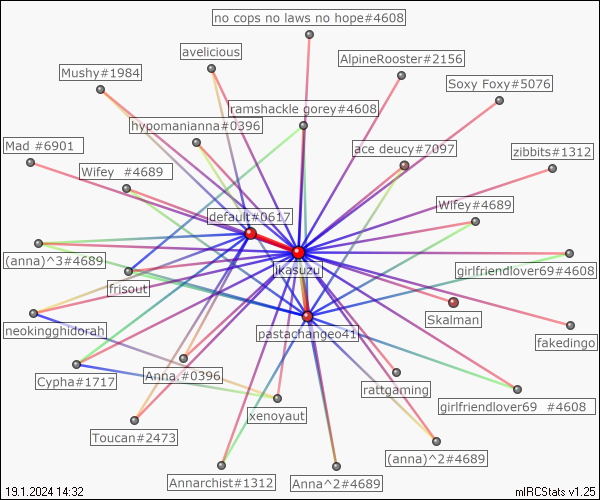 no cops no laws no hope#4608
avelicious
AlpineRooster#2156
Mushy#1984
Soxy Foxy#5076
ramshackle gorey#4608
hypomanianna#0396
Mad #6901
ace deucy#7097
zibbits#1312
Wifey  #4689
Wifey#4689
default#0617
(anna)^3#4689
likasuzu
girlfriendlover69#4608
frisout
Skalman
neokingghidorah
pastachangeo41
fakedingo
Cypha#1717
Anna.#0396
rattgaming
girlfriendlover69  #4608
xenoyaut
Toucan#2473
(anna)^2#4689
Annarchist#1312
Anna^2#4689
19.1.2024 14:32
mIRCStats v1.25